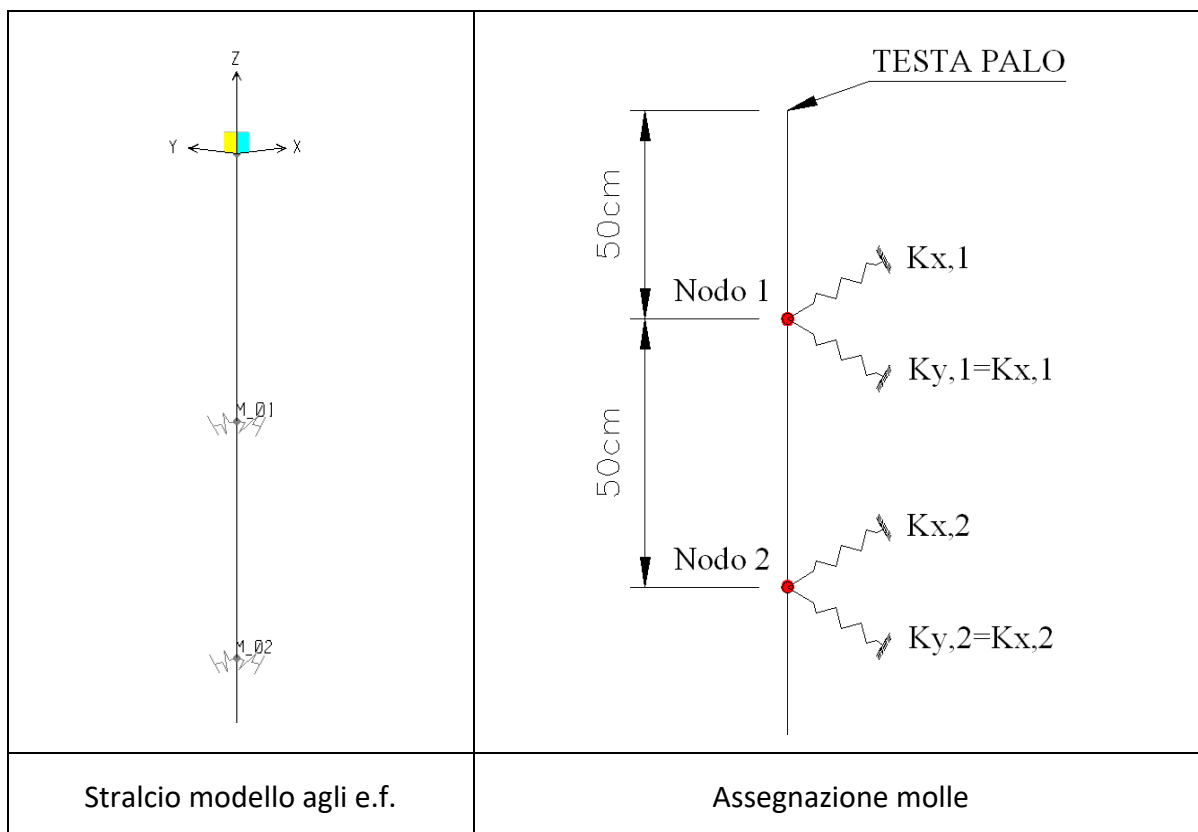 Z
Y
X
M_01
M_02
Stralcio modello agli e.f.
TESTA PALO
50cm
Kx,1
Nodo 1
Ky,1=Kx,1
50cm
Kx,2
Nodo 2
Ky,2=Kx,2
Assegnazione molle